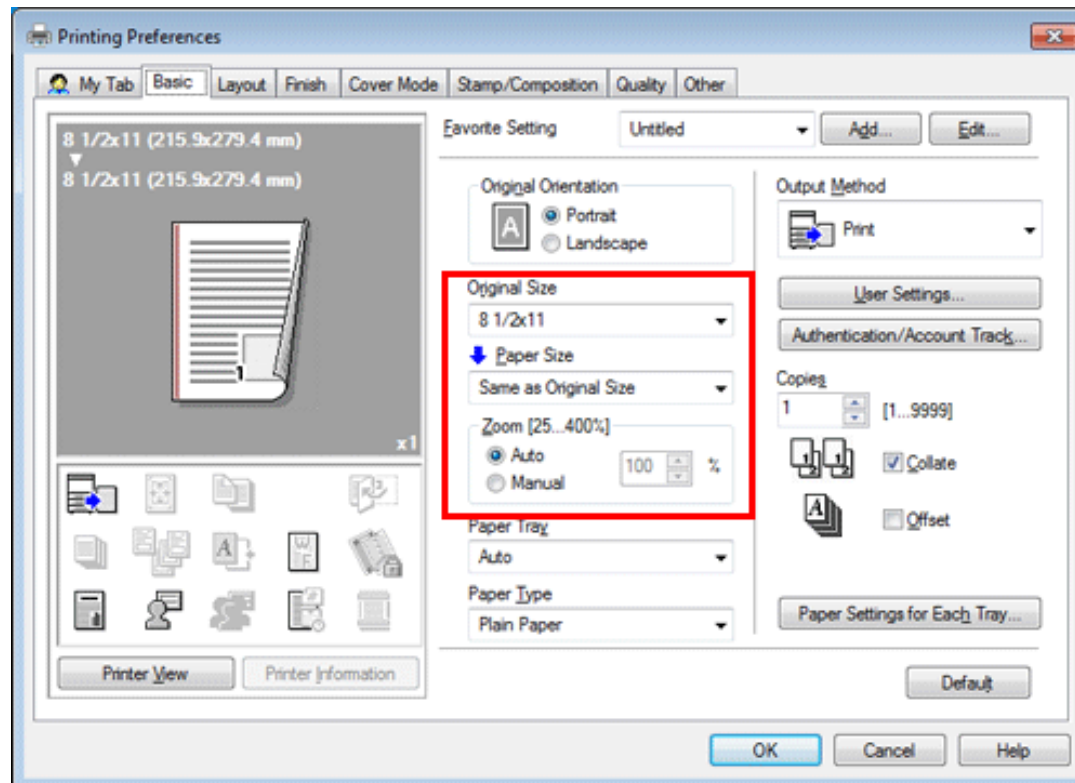 Printing Preferences
My Tab Basic Layout Finish Cover Mode Stamp/Composition Quality Other
8 1/2x11 (215.9x279.4 mm)
8 1/2x11 (215.9x279.4 mm)
1
x1
Printer View Printer Information
Favorite Setting Untitled Add... Edit...
Original Orientation
A Portrait
Landscape
Original Size
8 1/2x11
Paper Size
Same as Original Size
Zoom [25...400%]
Auto
Manual
100 %
Paper Tray
Auto
Paper Type
Plain Paper
Output Method
Print
User Settings...
Authentication/Account Track...
Copies
1 [1...9999]
Collate
Offset
Paper Settings for Each Tray...
Default
OK Cancel Help